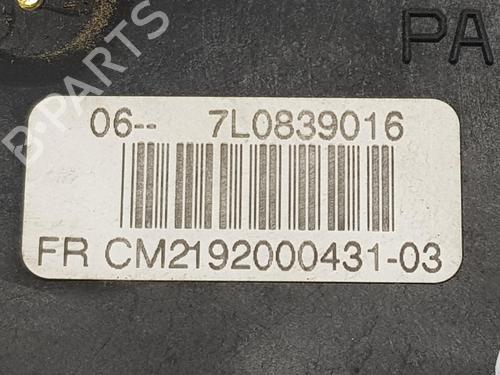 PA
06-- 7L0839016
FR CM2192000431-03
B-PARTS